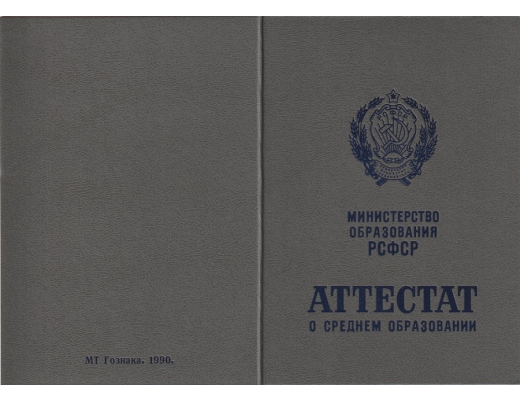 МИНИСТЕРСТВО
ОБРАЗОВАНИЯ
РСФСР
АТТЕСТАТ
О СРЕДНЕМ ОБРАЗОВАНИИ
МТ Гознака. 1990.